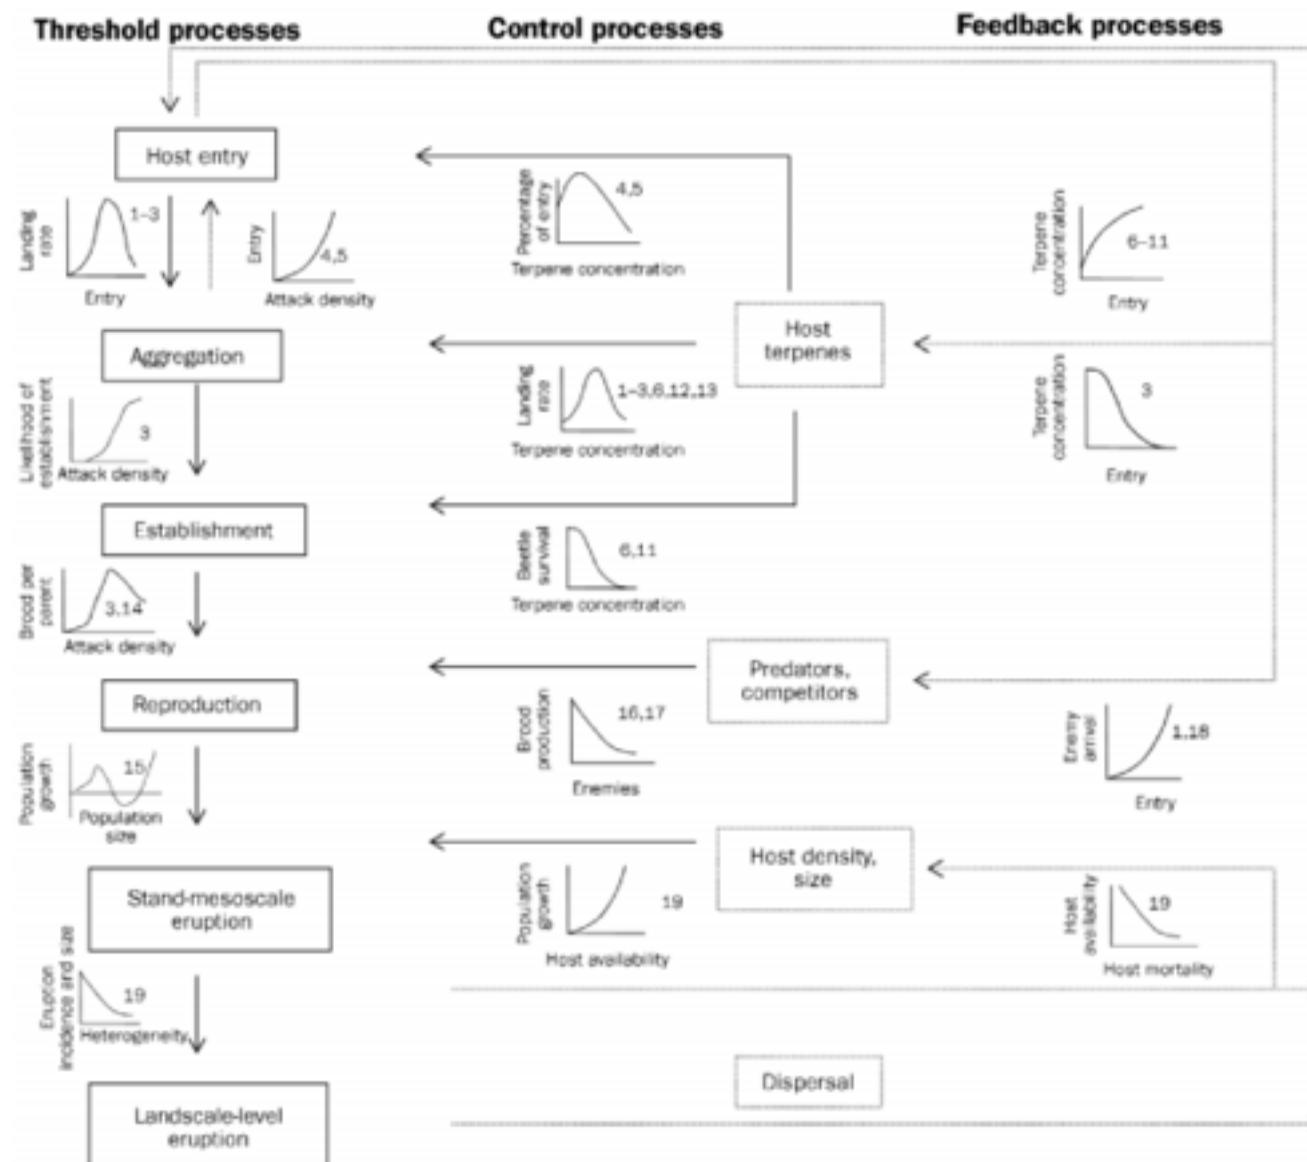 Threshold processes
Control processes
Feedback processes
Host entry
Landing
rate
1–3
Entry
Entry
4,5
Attack density
Percentage
of entry
4,5
Terpene concentration
Terpene
concentration
6–11
Entry
Host
terpenes
Aggregation
Likelihood of
establishment
3
Attack density
Landing
rate
1–3,6,12,13
Terpene concentration
Terpene
concentration
3
Entry
Establishment
Brood per
parent
3,14
Attack density
Beetle
survival
6,11
Terpene concentration
Predators,
competitors
Reproduction
Population
growth
15
Population
size
Brood
production
16,17
Enemies
Enemy
arrival
1,18
Entry
Host density,
size
Stand-mesoscale
eruption
Population
growth
19
Host availability
Host
availability
19
Host mortality
Eruption
incidence and size
19
Heterogeneity
Dispersal
Landscale-level
eruption